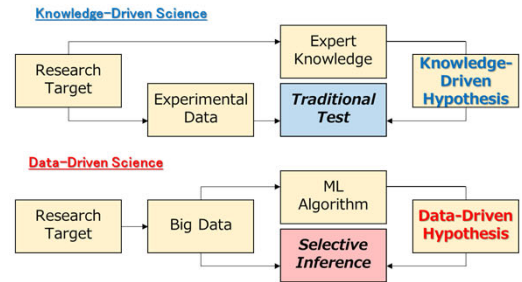 Knowledge-Driven Science
Research
Target
Expert
Knowledge
Knowledge-
Driven
Hypothesis
Experimental
Data
Traditional
Test
Data-Driven Science
Research
Target
Big Data
ML
Algorithm
Data-Driven
Hypothesis
Selective
Inference